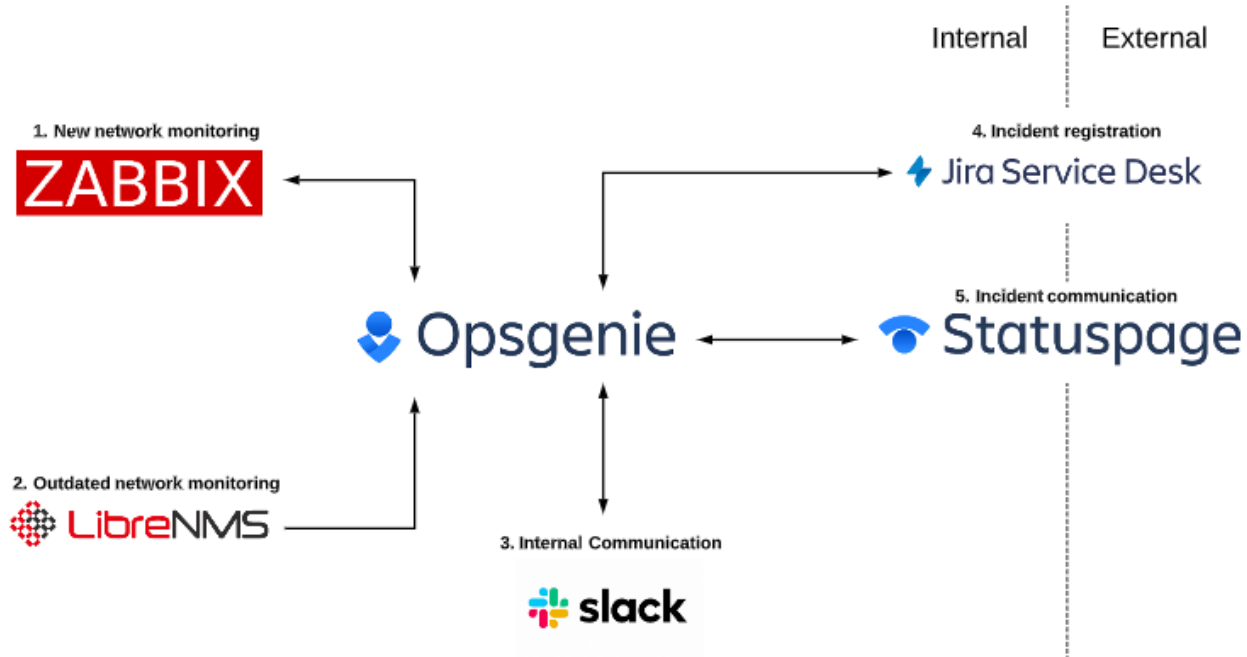 Internal
External
1. New network monitoring
ZABBIX
4. Incident registration
Jira Service Desk
5. Incident communication
Opsgenie
Statuspage
2. Outdated network monitoring
LibreNMS
3. Internal Communication
slack